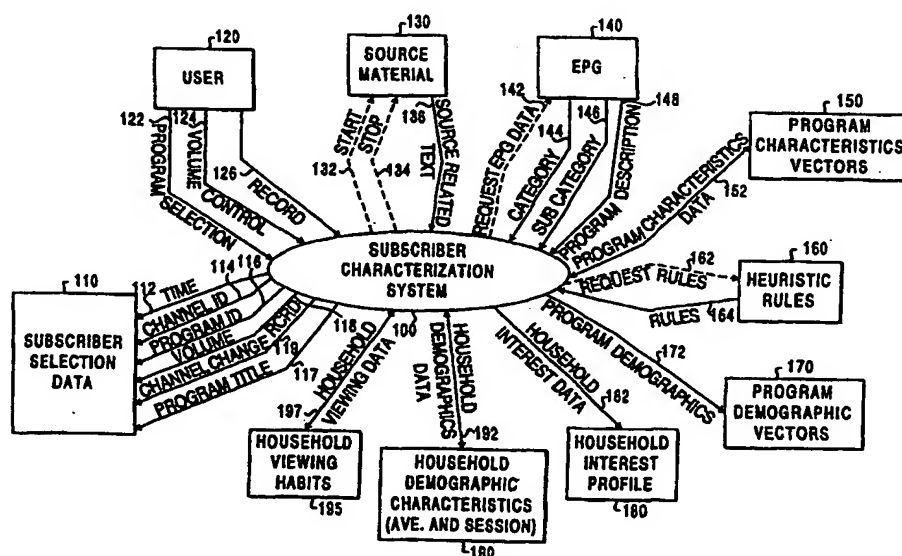 120
USER
122
PROGRAM SELECTION
124
VOLUME CONTROL
126
RECORD
130
SOURCE MATERIAL
START
132
STOP
134
136
SOURCE RELATED TEXT
140
EPG
142
REQUEST EPG DATA
144
CATEGORY
146
SUB CATEGORY
148
PROGRAM DESCRIPTION
150
PROGRAM CHARACTERISTICS VECTORS
PROGRAM CHARACTERISTICS DATA
152
SUBSCRIBER CHARACTERIZATION SYSTEM
100
160
HEURISTIC RULES
REQUEST RULES
162
RULES
164
110
SUBSCRIBER SELECTION DATA
112
TIME
114
CHANNEL ID
116
PROGRAM ID
VOLUME
118
CHANNEL CHANGE
119
PROGRAM TITLE
117
197
HOUSEHOLD VIEWING DATA
HOUSEHOLD VIEWING HABITS
195
HOUSEHOLD DEMOGRAPHICS DATA
192
HOUSEHOLD DEMOGRAPHIC CHARACTERISTICS (AVE. AND SESSION)
HOUSEHOLD INTEREST DATA
HOUSEHOLD INTEREST PROFILE
180
PROGRAM DEMOGRAPHICS
172
170
PROGRAM DEMOGRAPHIC VECTORS